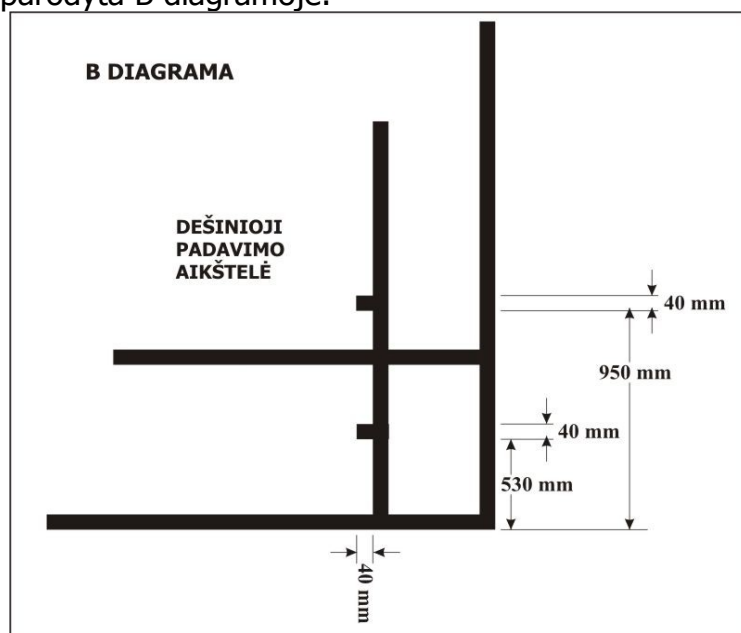 parodyta B diagramoje.
B DIAGRAMA
DEŠINIOJI
PADAVIMO
AIKŠTELĖ
40 mm
950 mm
40 mm
530 mm
40 mm